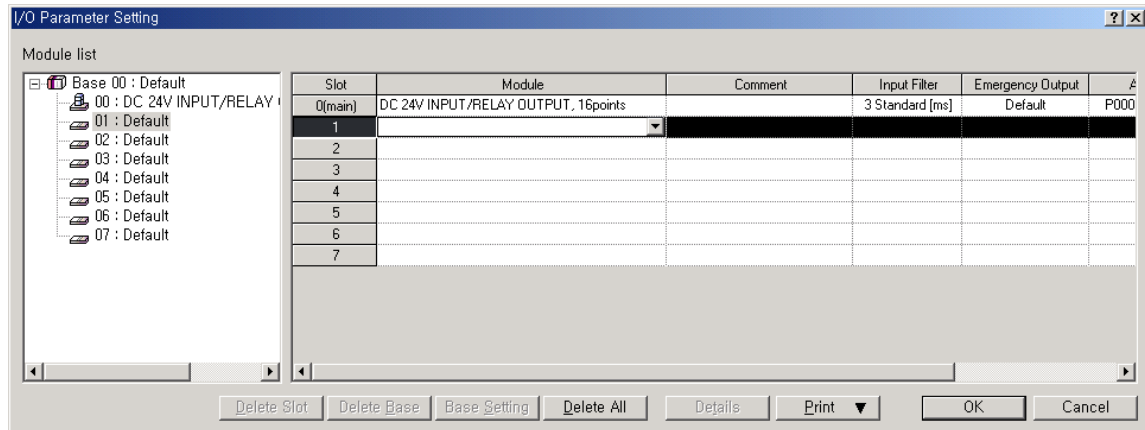 I/O Parameter Setting
Module list
Base 00 : Default
00 : DC 24V INPUT/RELAY
01 : Default
02 : Default
03 : Default
04 : Default
05 : Default
06 : Default
07 : Default
Slot Module Comment Input Filter Emergency Output
0(main) DC 24V INPUT/RELAY OUTPUT, 16points 3 Standard [ms] Default P000
1
2
3
4
5
6
7
Delete Slot Delete Base Base Setting Delete All Details Print OK Cancel